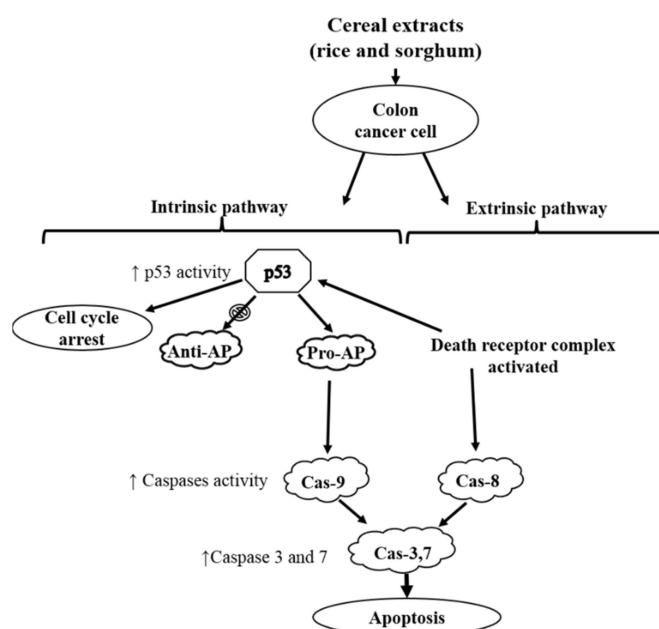 Cereal extracts
(rice and sorghum)
Colon
cancer cell
Intrinsic pathway
Extrinsic pathway
↑ p53 activity
p53
Cell cycle
arrest
Anti-AP
Pro-AP
Death receptor complex
activated
↑ Caspases activity
Cas-9
Cas-8
↑Caspase 3 and 7
Cas-3,7
Apoptosis